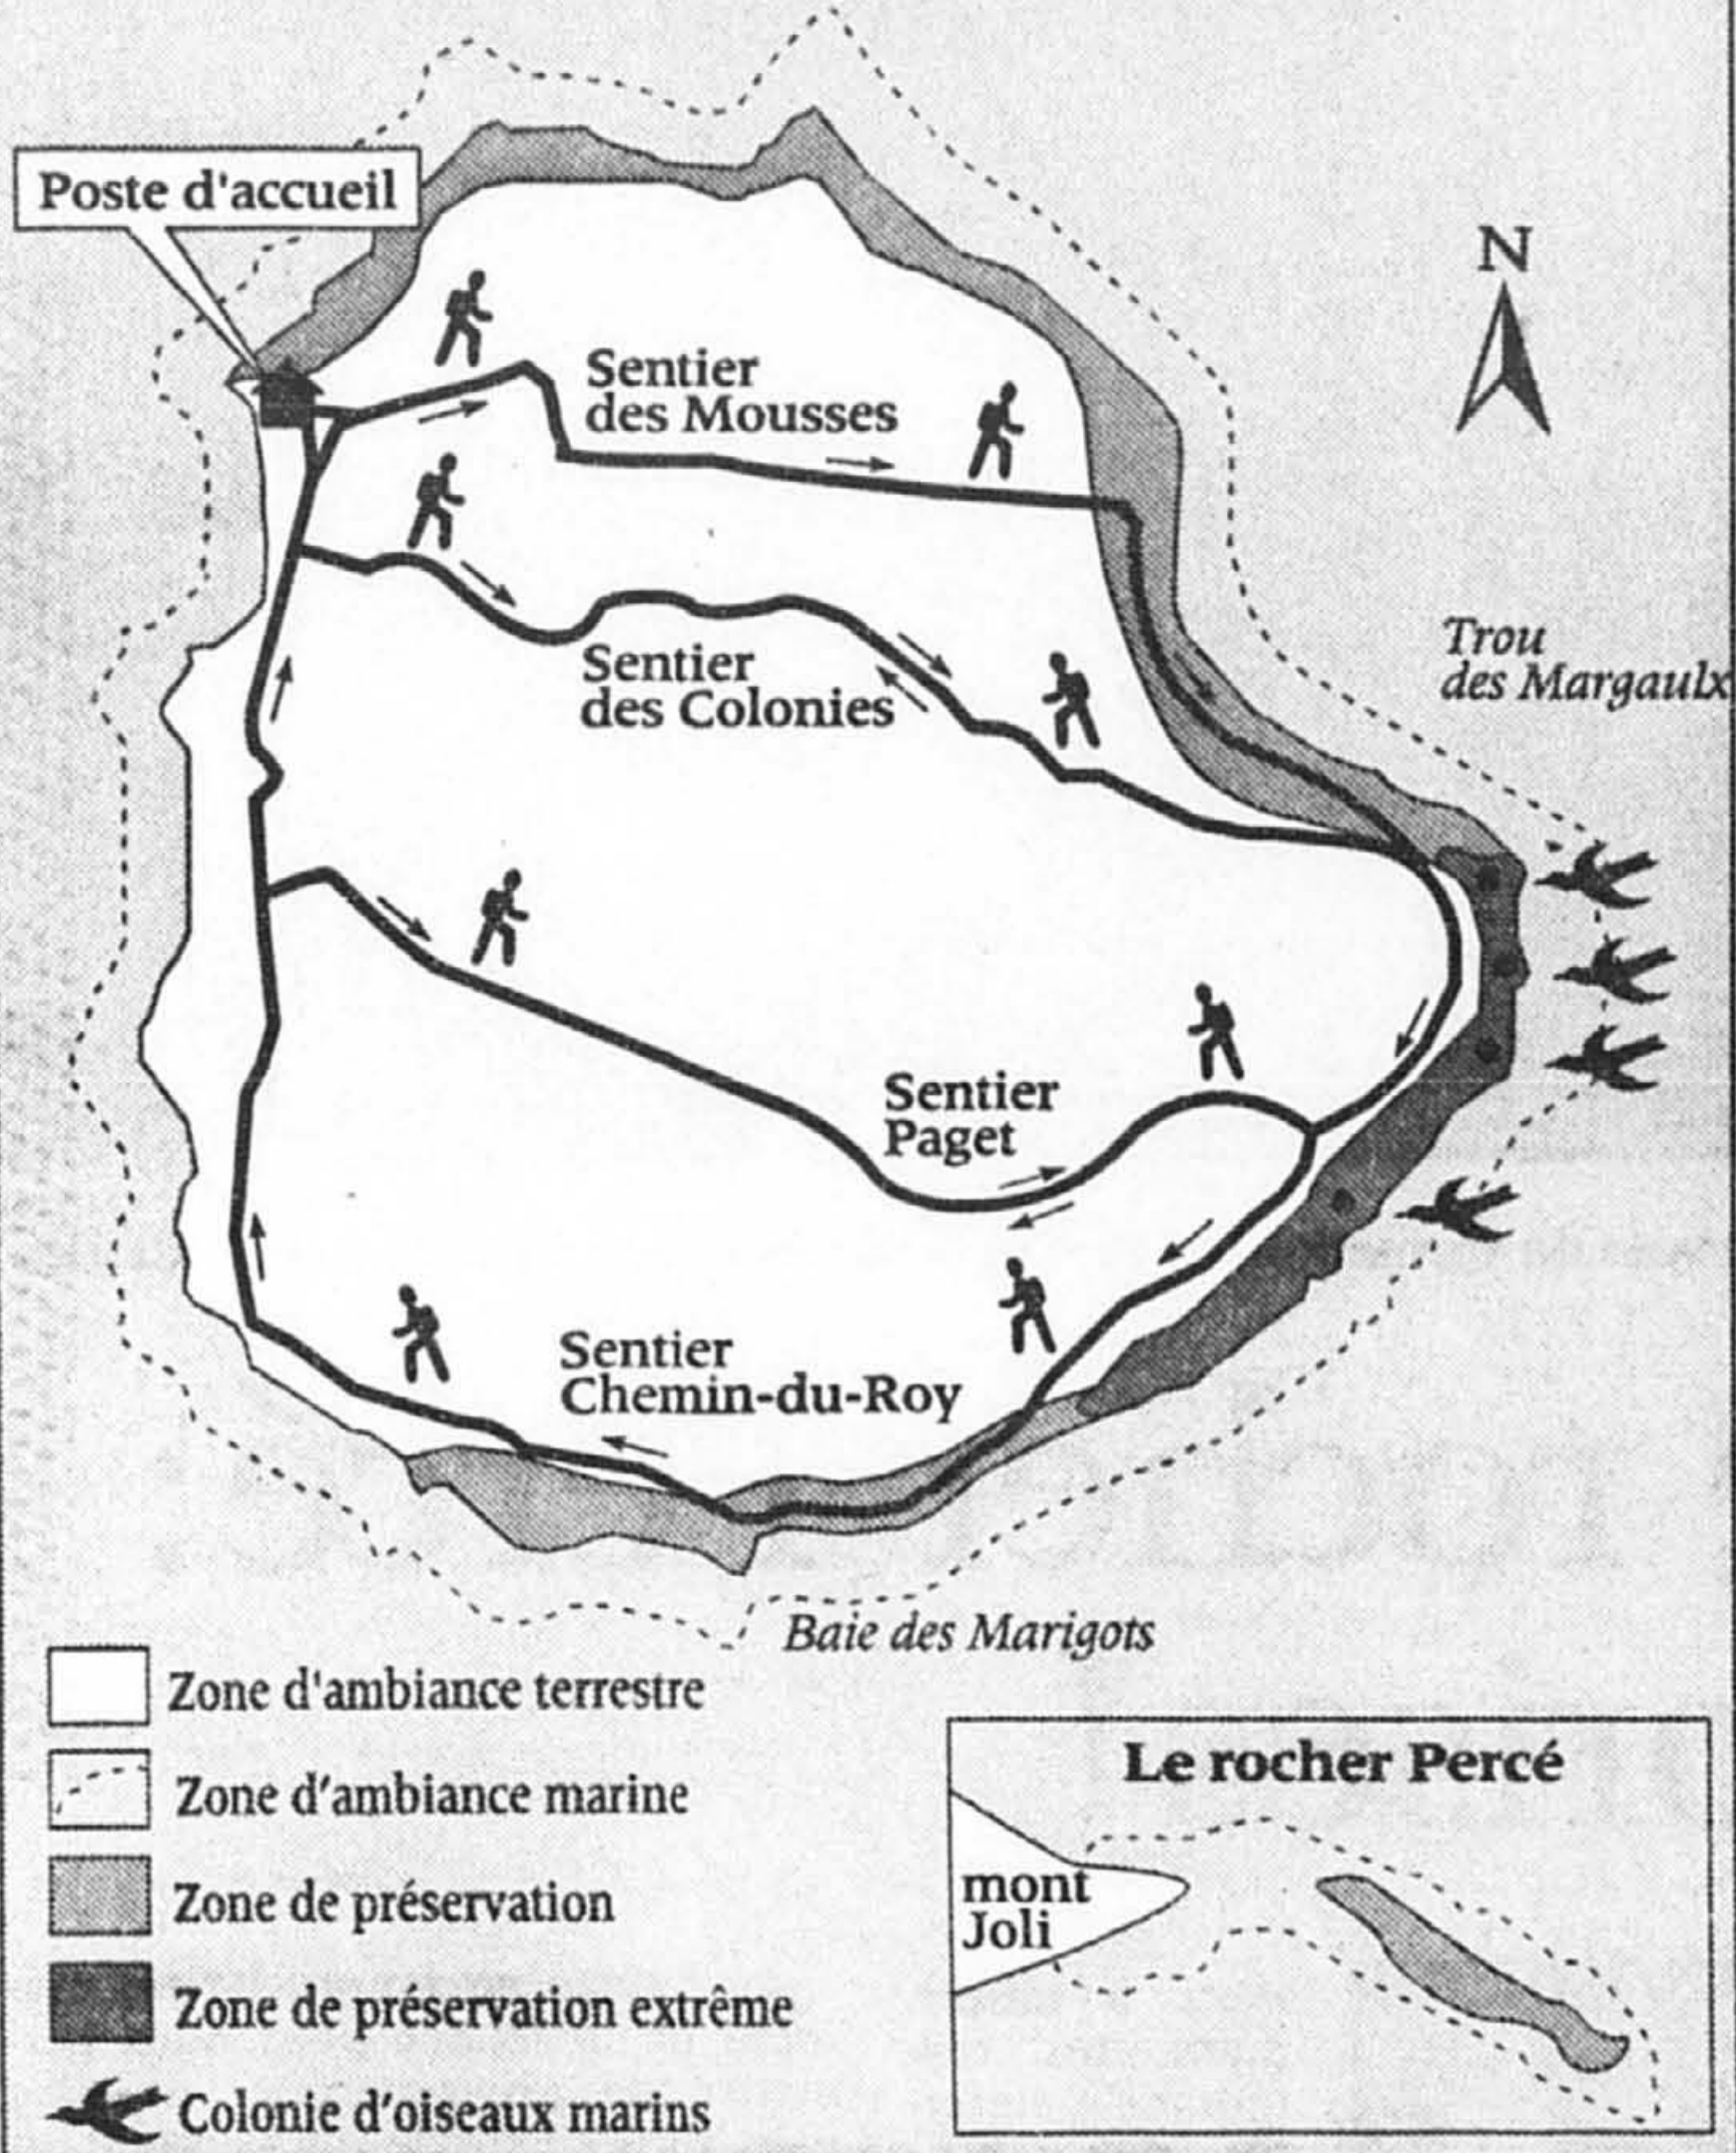 Poste d'accueil
N
Sentier
des Mousses
Trou
des Margaulx
Sentier
des Colonies
Sentier
Paget
Sentier
Chemin-du-Roy
Baie des Marigots
Zone d'ambiance terrestre
Zone d'ambiance marine
Zone de préservation
Zone de préservation extrême
Colonie d'oiseaux marins
Le rocher Percé
mont
Joli